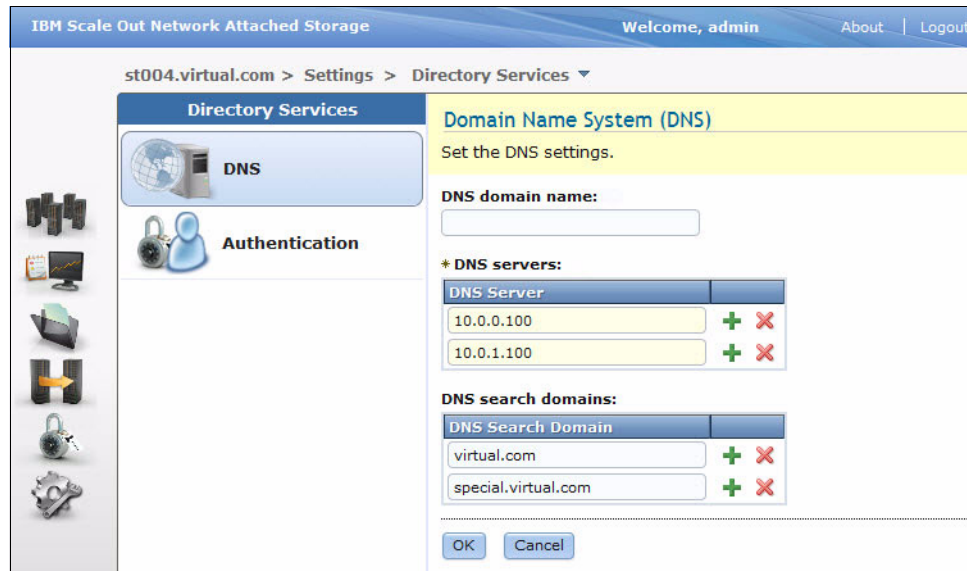 IBM Scale Out Network Attached Storage Welcome, admin About | Logout
st004.virtual.com > Settings > Directory Services
Directory Services
DNS
Authentication
Domain Name System (DNS)
Set the DNS settings.
DNS domain name:
* DNS servers:
DNS Server
10.0.0.100
10.0.1.100
DNS search domains:
DNS Search Domain
virtual.com
special.virtual.com
OK Cancel